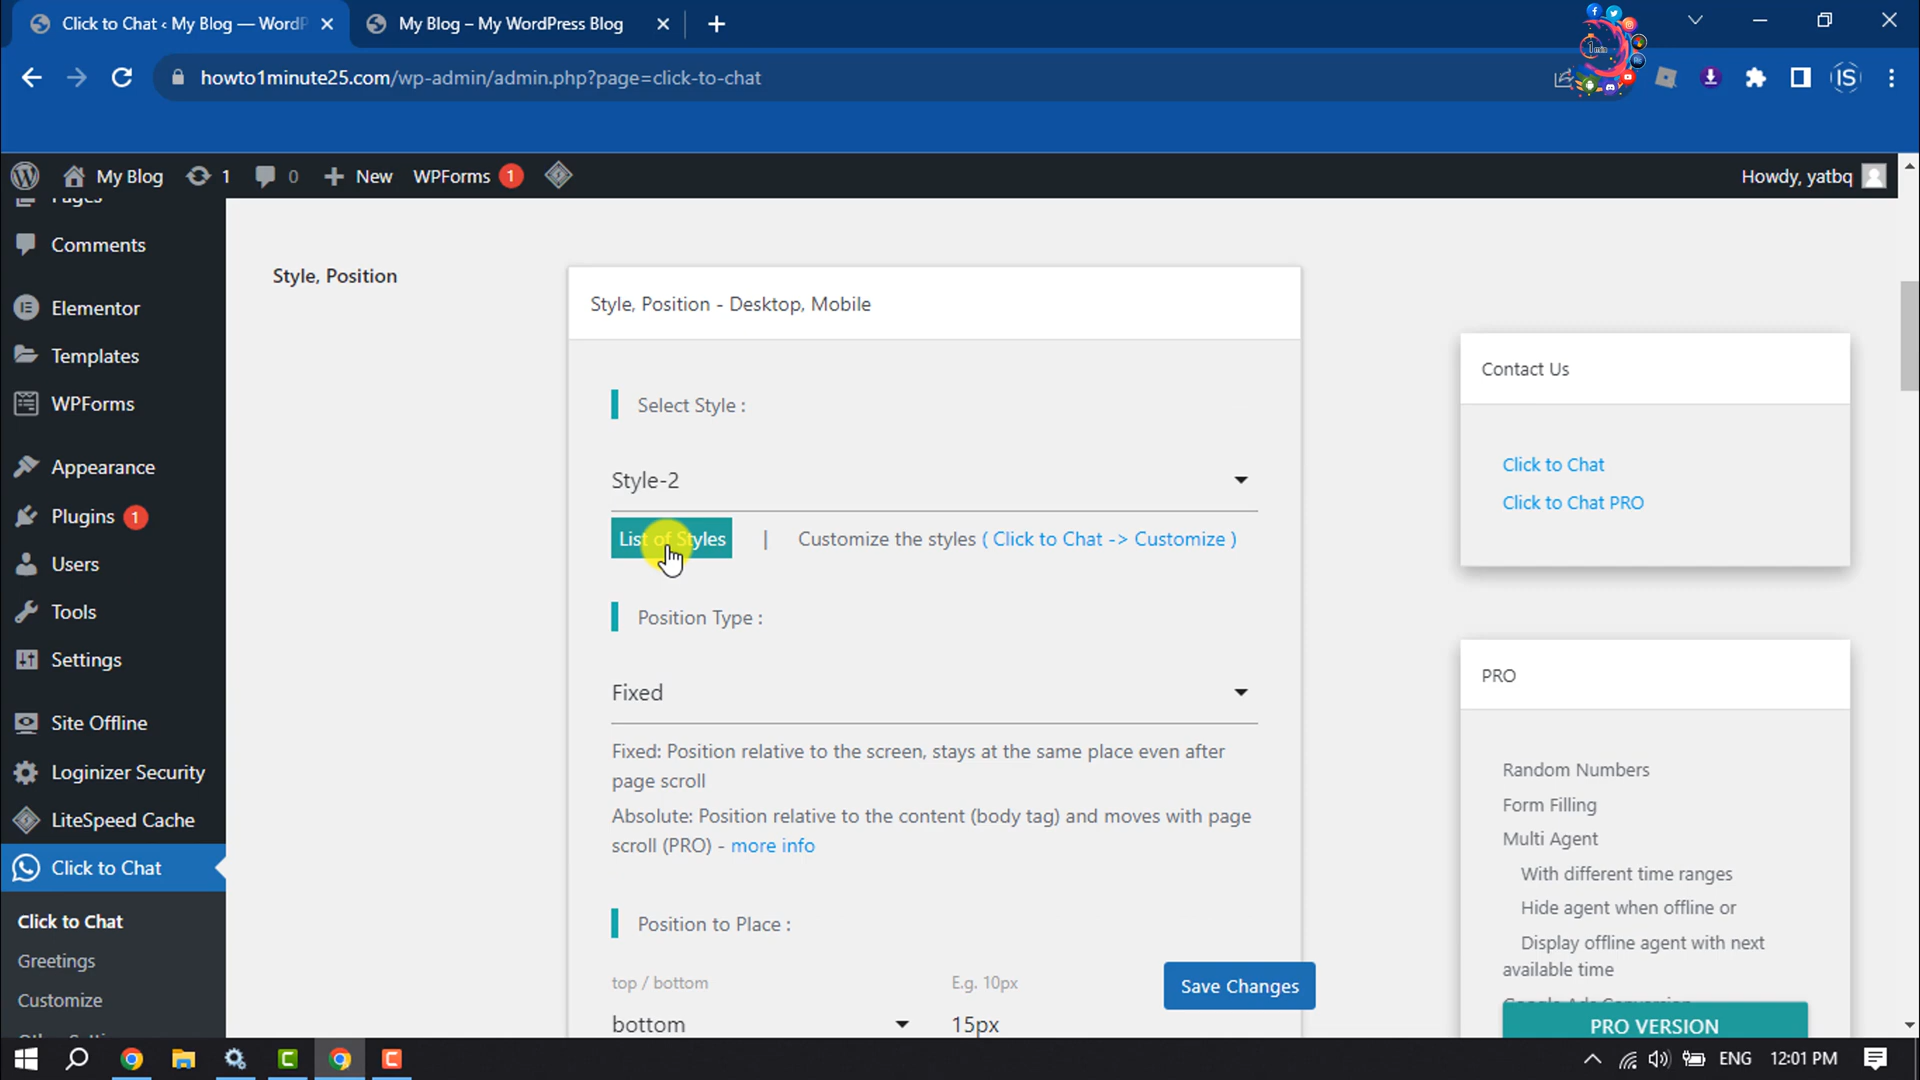 Click to Chat ‹ My Blog — WordP
My Blog – My WordPress Blog
1min
howto1minute25.com/wp-admin/admin.php?page=click-to-chat
IS
My Blog
1
0
New
WPForms 1
Howdy, yatbq
Pages
Comments
Elementor
Templates
WPForms
Appearance
Plugins 1
Users
Tools
Settings
Site Offline
Loginizer Security
LiteSpeed Cache
Click to Chat
Click to Chat
Greetings
Customize
Style, Position
Style, Position - Desktop, Mobile
Select Style :
Style-2
List of Styles | Customize the styles ( Click to Chat -> Customize )
Position Type :
Fixed
Fixed: Position relative to the screen, stays at the same place even after
page scroll
Absolute: Position relative to the content (body tag) and moves with page
scroll (PRO) - more info
Position to Place :
top / bottom
E.g. 10px
bottom
15px
Save Changes
Contact Us
Click to Chat
Click to Chat PRO
PRO
Random Numbers
Form Filling
Multi Agent
With different time ranges
Hide agent when offline or
Display offline agent with next
available time
PRO VERSION
ENG
12:01 PM